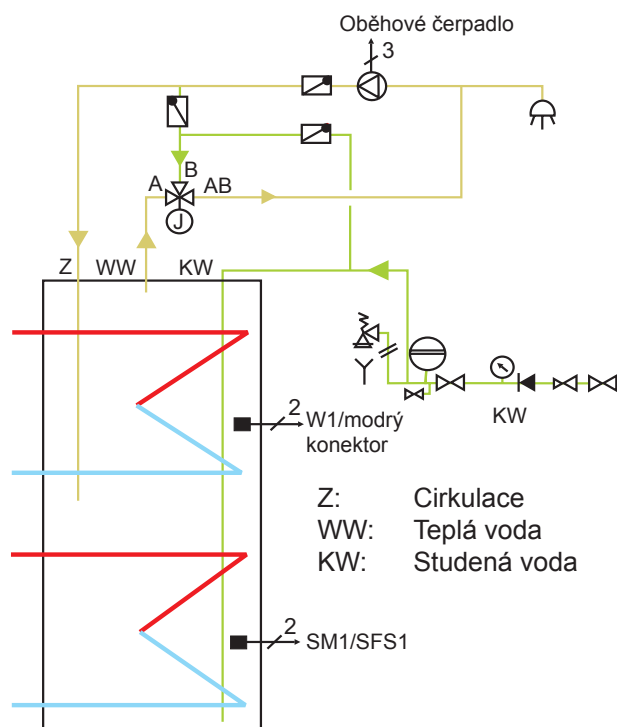 Oběhové čerpadlo
3
B
A
AB
J
Z
WW
KW
KW
2
W1/modrý
konektor
Z: Cirkulace
WW: Teplá voda
KW: Studená voda
2
SM1/SFS1